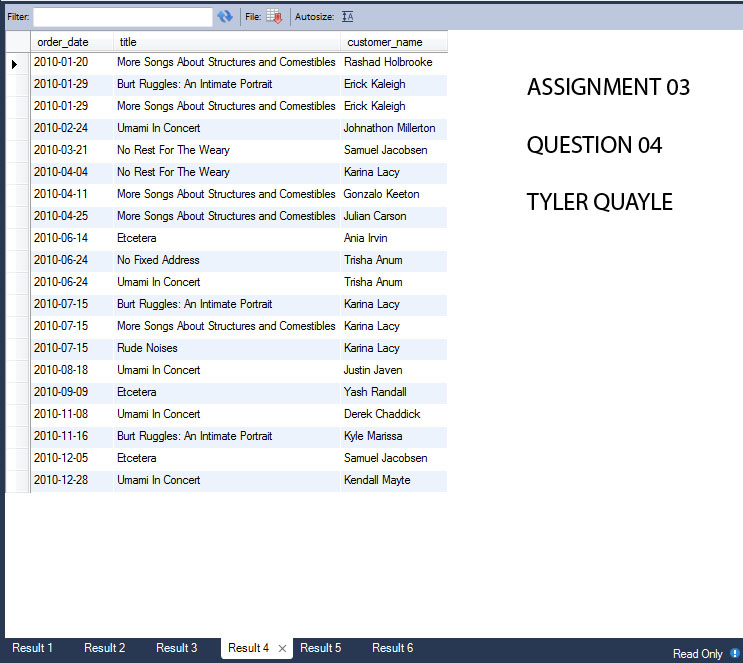 Filter: File: Autosize:
order_date title customer_name
2010-01-20 More Songs About Structures and Comestibles Rashad Holbrooke
2010-01-29 Burt Ruggles: An Intimate Portrait Erick Kaleigh
2010-01-29 More Songs About Structures and Comestibles Erick Kaleigh
2010-02-24 Umami In Concert Johnathon Millerton
2010-03-21 No Rest For The Weary Samuel Jacobsen
2010-04-04 No Rest For The Weary Karina Lacy
2010-04-11 More Songs About Structures and Comestibles Gonzalo Keeton
2010-04-25 More Songs About Structures and Comestibles Julian Carson
2010-06-14 Etcetera Ania Irvin
2010-06-24 No Fixed Address Trisha Anum
2010-06-24 Umami In Concert Trisha Anum
2010-07-15 Burt Ruggles: An Intimate Portrait Karina Lacy
2010-07-15 More Songs About Structures and Comestibles Karina Lacy
2010-07-15 Rude Noises Karina Lacy
2010-08-18 Umami In Concert Justin Javen
2010-09-09 Etcetera Yash Randall
2010-11-08 Umami In Concert Derek Chaddick
2010-11-16 Burt Ruggles: An Intimate Portrait Kyle Marissa
2010-12-05 Etcetera Samuel Jacobsen
2010-12-28 Umami In Concert Kendall Mayte
ASSIGNMENT 03
QUESTION 04
TYLER QUAYLE
Result 1 Result 2 Result 3 Result 4 Result 5 Result 6
Read Only